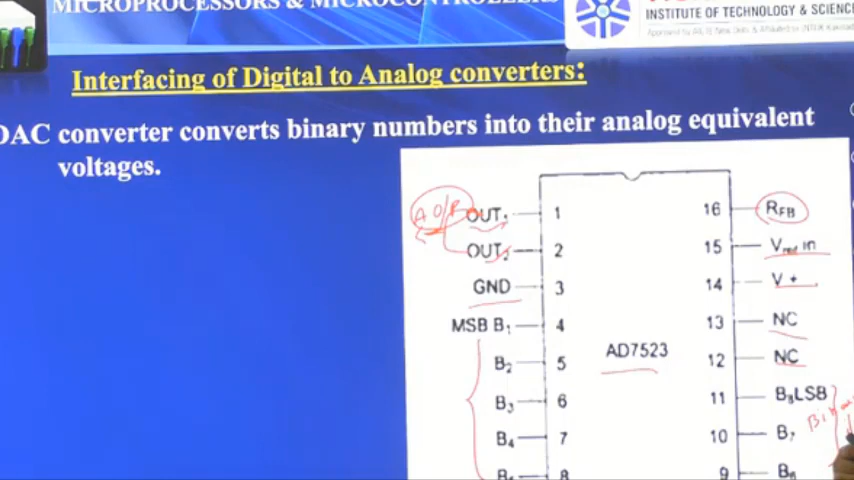 MICROPROCESSORS & MICROCONTROLLERS
INSTITUTE OF TECHNOLOGY & SCIENCE
Interfacing of Digital to Analog converters:
DAC converter converts binary numbers into their analog equivalent
voltages.
A O/P
OUT₁ 1 16 RFB
OUT₂ 2 15 Vref in
GND 3 14 V +
MSB B₁ 4 13 NC
AD7523
B₂ 5 12 NC
B₃ 6 11 B₈LSB
B₄ 7 10 B₇
B₅ 8 9 B₆